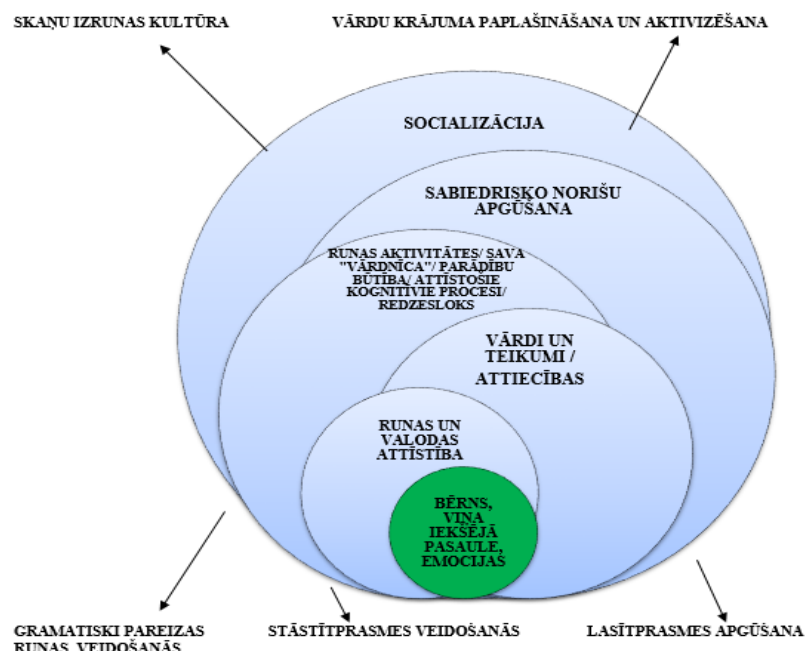 SKAŅU IZRUNAS KULTŪRA
VĀRDU KRĀJUMA PAPLAŠINĀŠANA UN AKTIVIZĒŠANA
SOCIALIZĀCIJA
SABIEDRISKO NORIŠU
APGŪŠANA
RUNAS AKTIVITĀTES/ SAVA
"VĀRDNĪCA"/ PARĀDĪBU
BŪTĪBA/ ATTĪSTOŠIE
KOGNITĪVIE PROCESI/
REDZESLOKS
VĀRDI UN
TEIKUMI /
ATTIECĪBAS
RUNAS UN
VALODAS
ATTĪSTĪBA
BĒRNS,
VIŅA
IEKŠĒJĀ
PASAULE,
EMOCIJAS
GRAMATISKI PAREIZAS
RUNAS VEIDOŠANĀS
STĀSTĪTPRASMES VEIDOŠANĀS
LASĪTPRASMES APGŪŠANA